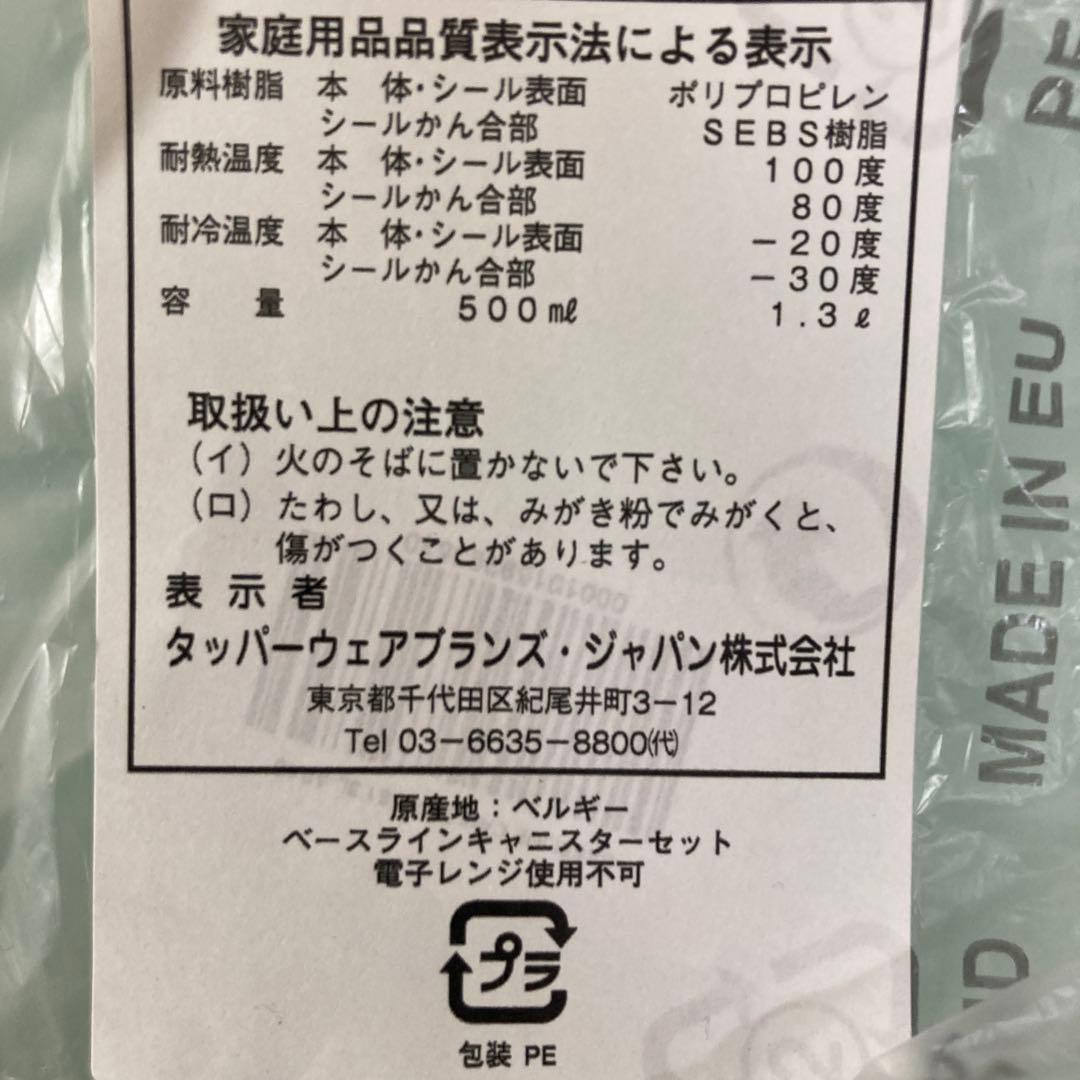 家庭用品品質表示法による表示
原料樹脂 本 体・シール表面 ポリプロピレン
シールかん合部 SEBS樹脂
耐熱温度 本 体・シール表面 100度
シールかん合部 80度
耐冷温度 本 体・シール表面 −20度
シールかん合部 −30度
容 量 500㎖ 1.3ℓ
取扱い上の注意
(イ) 火のそばに置かないで下さい。
(ロ) たわし、又は、みがき粉でみがくと、
傷がつくことがあります。
表示者
タッパーウェアブランズ・ジャパン株式会社
東京都千代田区紀尾井町3−12
Tel 03−6635−8800㈹
原産地:ベルギー
ベースラインキャニスターセット
電子レンジ使用不可
プラ
包装 PE
MADE IN EU
PE